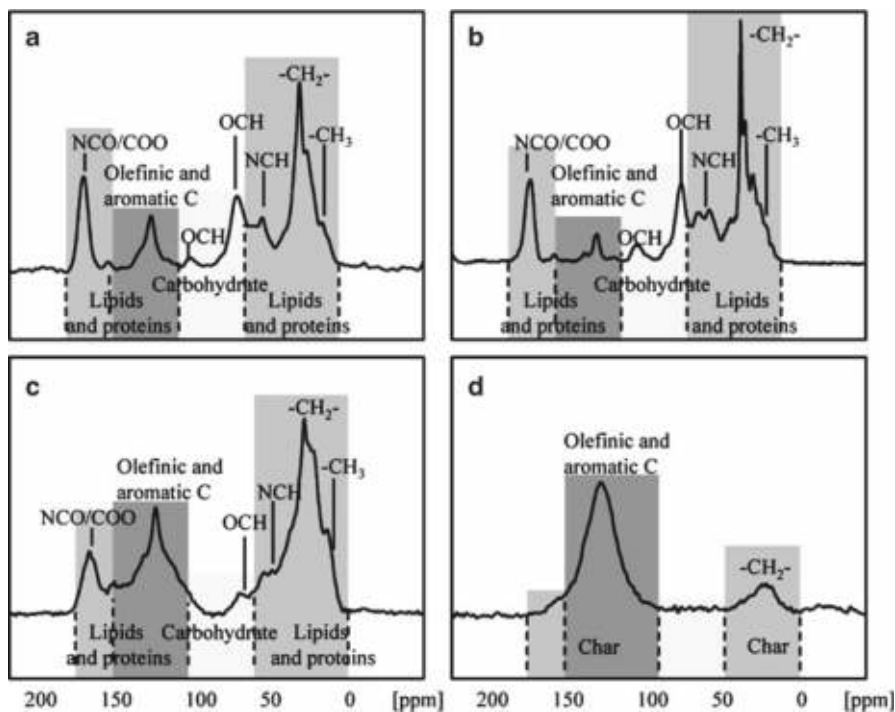 a
NCO/COO
Olefinic and
aromatic C
OCH
OCH
NCH
-CH₂-
-CH₃
Carbohydrate
Lipids
and proteins
Lipids
and proteins
b
NCO/COO
Olefinic and
aromatic C
OCH
OCH
NCH
-CH₂-
-CH₃
Carbohydrate
Lipids
and proteins
Lipids
and proteins
c
NCO/COO
Olefinic and
aromatic C
OCH
NCH
-CH₂-
-CH₃
Lipids
and proteins
Carbohydrate
Lipids
and proteins
200 150 100 50 0 [ppm]
d
Olefinic and
aromatic C
-CH₂-
Char
Char
200 150 100 50 0 [ppm]